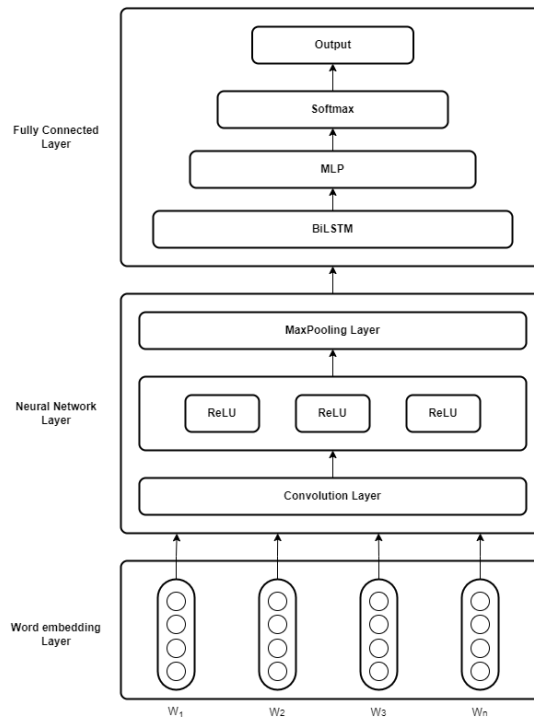 Output
Softmax
Fully Connected
Layer
MLP
BiLSTM
MaxPooling Layer
Neural Network
Layer
ReLU ReLU ReLU
Convolution Layer
Word embedding
Layer
W₁ W₂ W₃ Wn